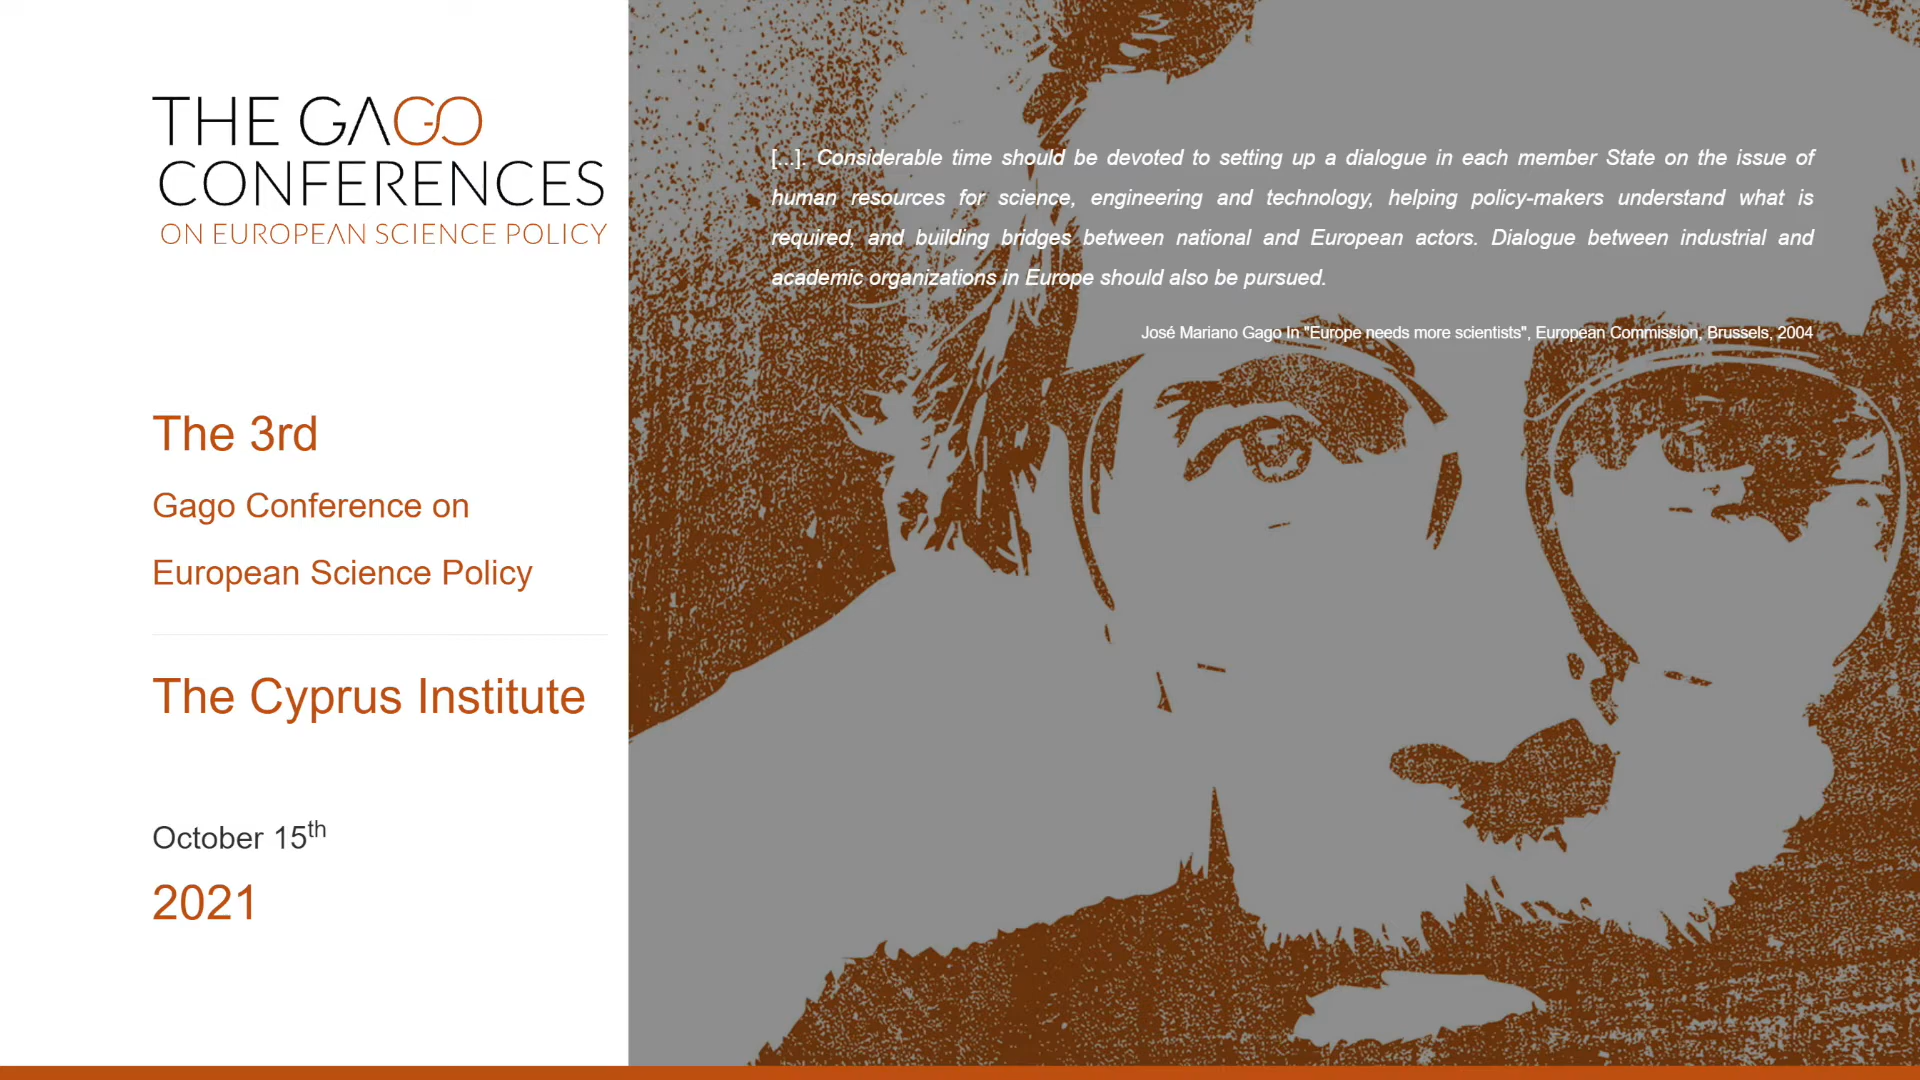 THE GAGO
CONFERENCES
ON EUROPEAN SCIENCE POLICY
The 3rd
Gago Conference on
European Science Policy
The Cyprus Institute
October 15th
2021
[...]. Considerable time should be devoted to setting up a dialogue in each member State on the issue of
human resources for science, engineering and technology, helping policy-makers understand what is
required, and building bridges between national and European actors. Dialogue between industrial and
academic organizations in Europe should also be pursued.
José Mariano Gago In "Europe needs more scientists", European Commission, Brussels, 2004